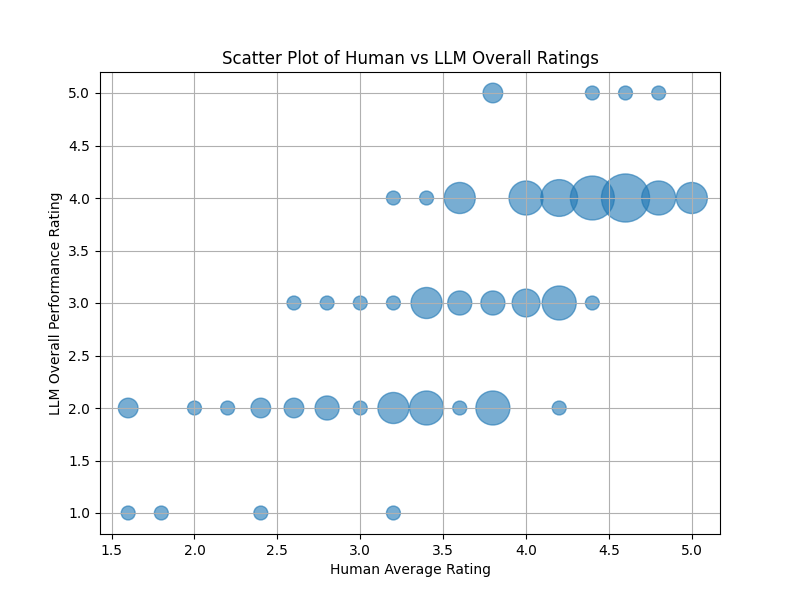 Scatter Plot of Human vs LLM Overall Ratings
LLM Overall Performance Rating
5.0
4.5
4.0
3.5
3.0
2.5
2.0
1.5
1.0
1.5 2.0 2.5 3.0 3.5 4.0 4.5 5.0
Human Average Rating